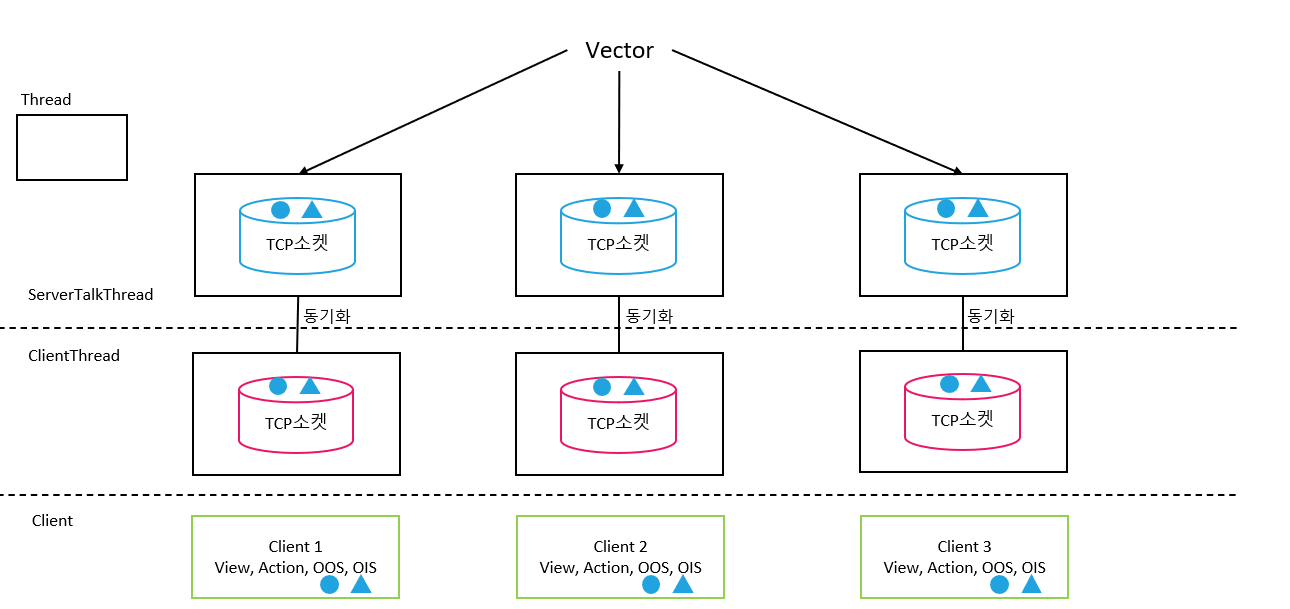 Vector
Thread
TCP소켓
TCP소켓
TCP소켓
ServerTalkThread
동기화
동기화
동기화
ClientThread
TCP소켓
TCP소켓
TCP소켓
Client
Client 1
View, Action, OOS, OIS
Client 2
View, Action, OOS, OIS
Client 3
View, Action, OOS, OIS